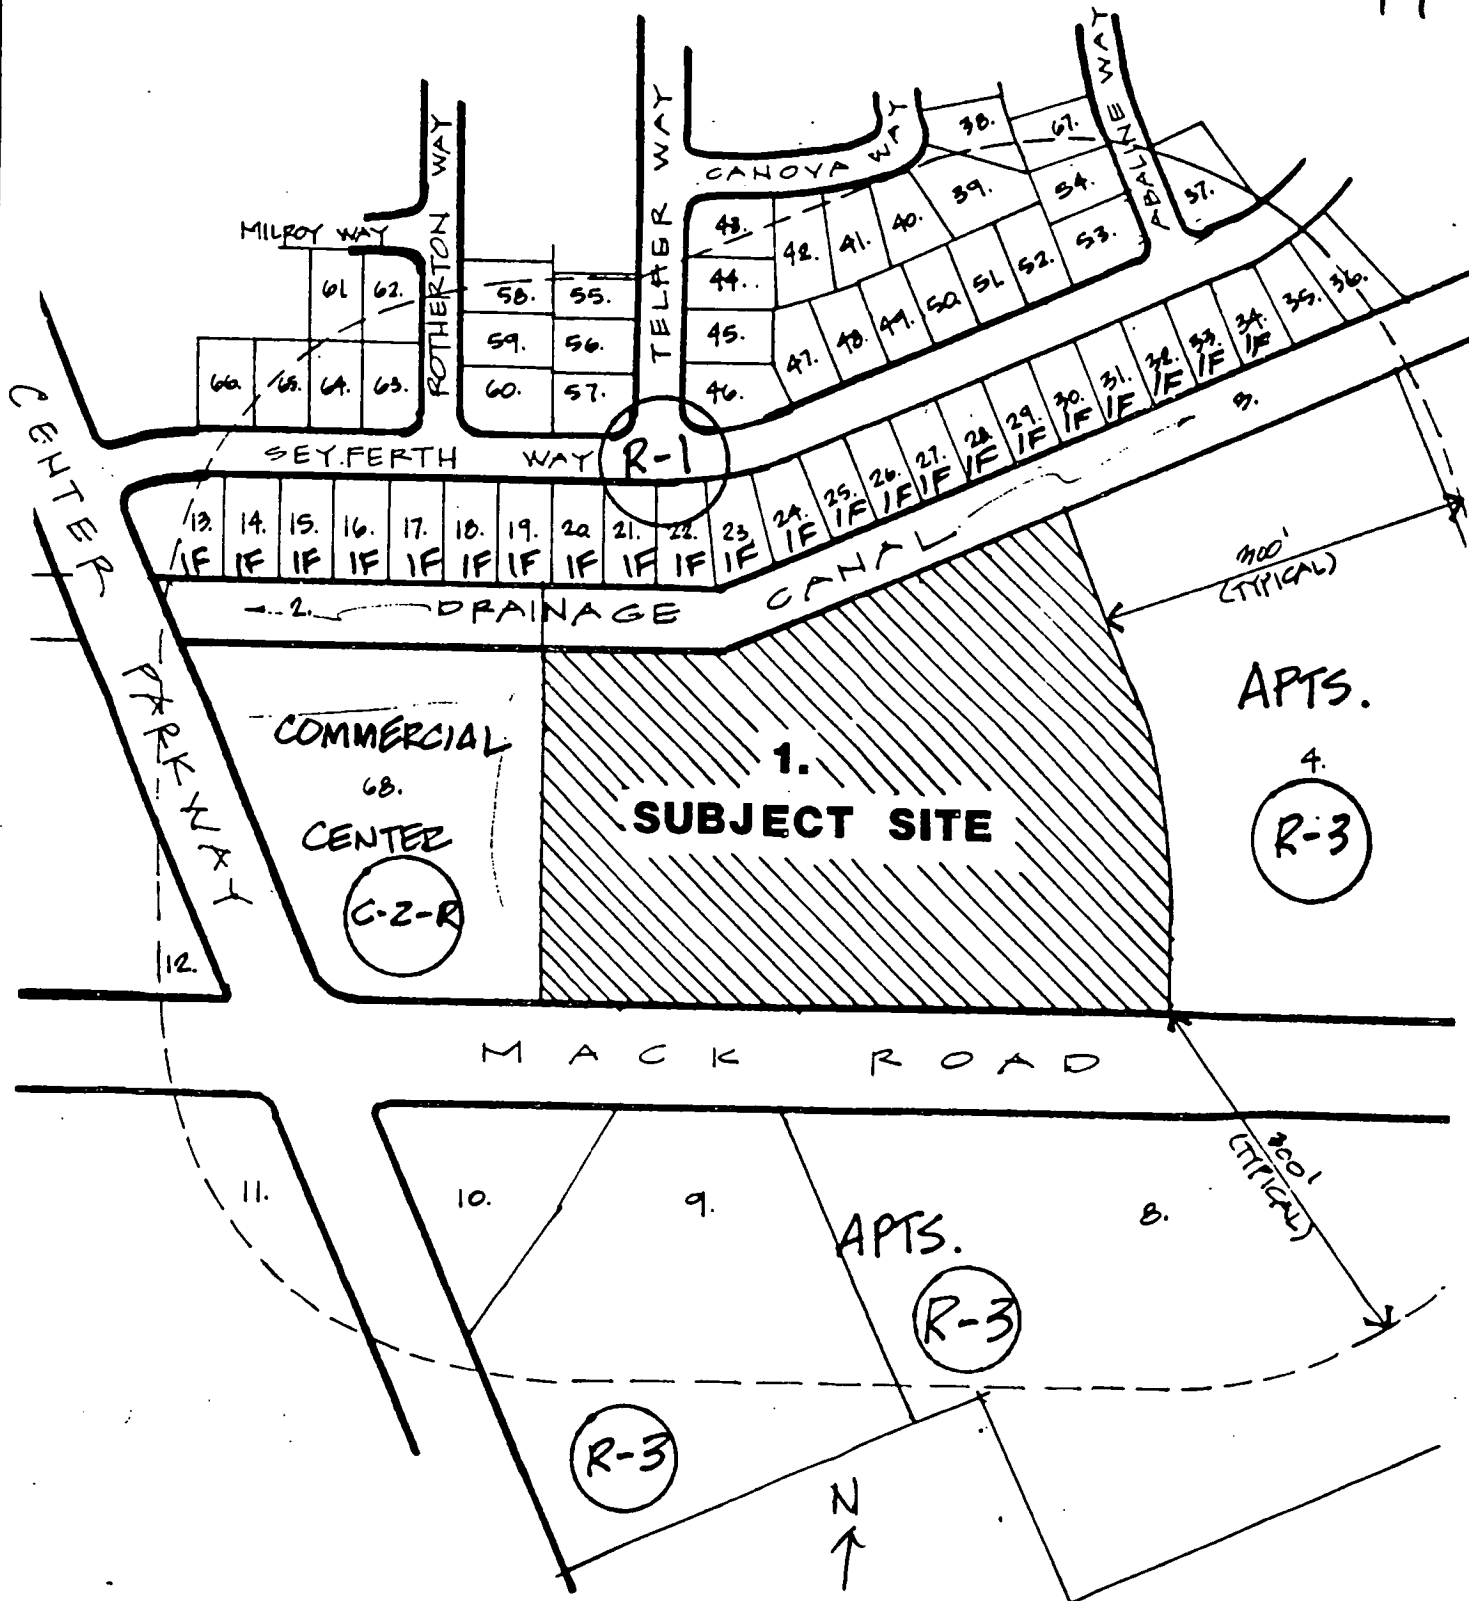 ROTHERTON WAY
TELHER WAY
CANOVA WAY
ABALINE WAY
MILROY WAY
38.
67.
39.
54.
37.
43.
42.
41.
40.
53.
61
62.
58.
55.
44..
52.
51.
50.
49.
48.
47.
59.
56.
45.
66.
65.
64.
63.
60.
57.
46.
36.
35.
34. 1F
33. 1F
32. 1F
31. 1F
30. 1F
29. 1F
28. 1F
27. 1F
26. 1F
25. 1F
24. 1F
3.
SEYFERTH WAY
R-1
13. 14. 15. 16. 17. 18. 19. 20. 21. 22. 23.
1F 1F 1F 1F 1F 1F 1F 1F 1F 1F 1F
CENTER PARKWAY
2. DRAINAGE CANAL
300'
(TYPICAL)
COMMERCIAL
68.
CENTER
C-2-R
1.
SUBJECT SITE
APTS.
4.
R-3
12.
MACK ROAD
300'
(TYPICAL)
11.
10.
9.
APTS.
8.
R-3
R-3
N